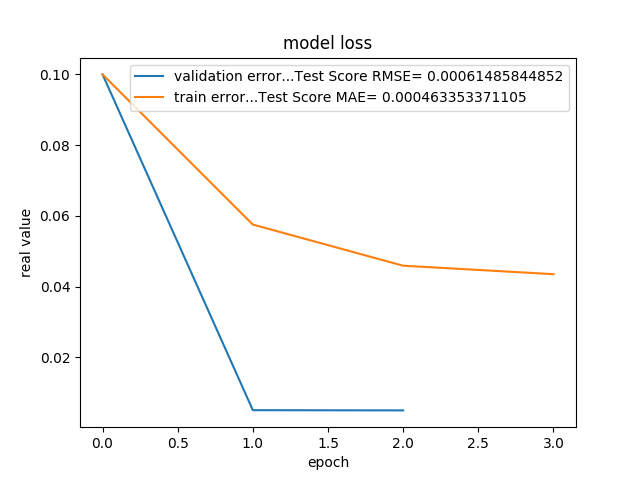 model loss
validation error...Test Score RMSE= 0.00061485844852
train error...Test Score MAE= 0.000463353371105
0.10
0.08
0.06
0.04
0.02
real value
0.0 0.5 1.0 1.5 2.0 2.5 3.0
epoch